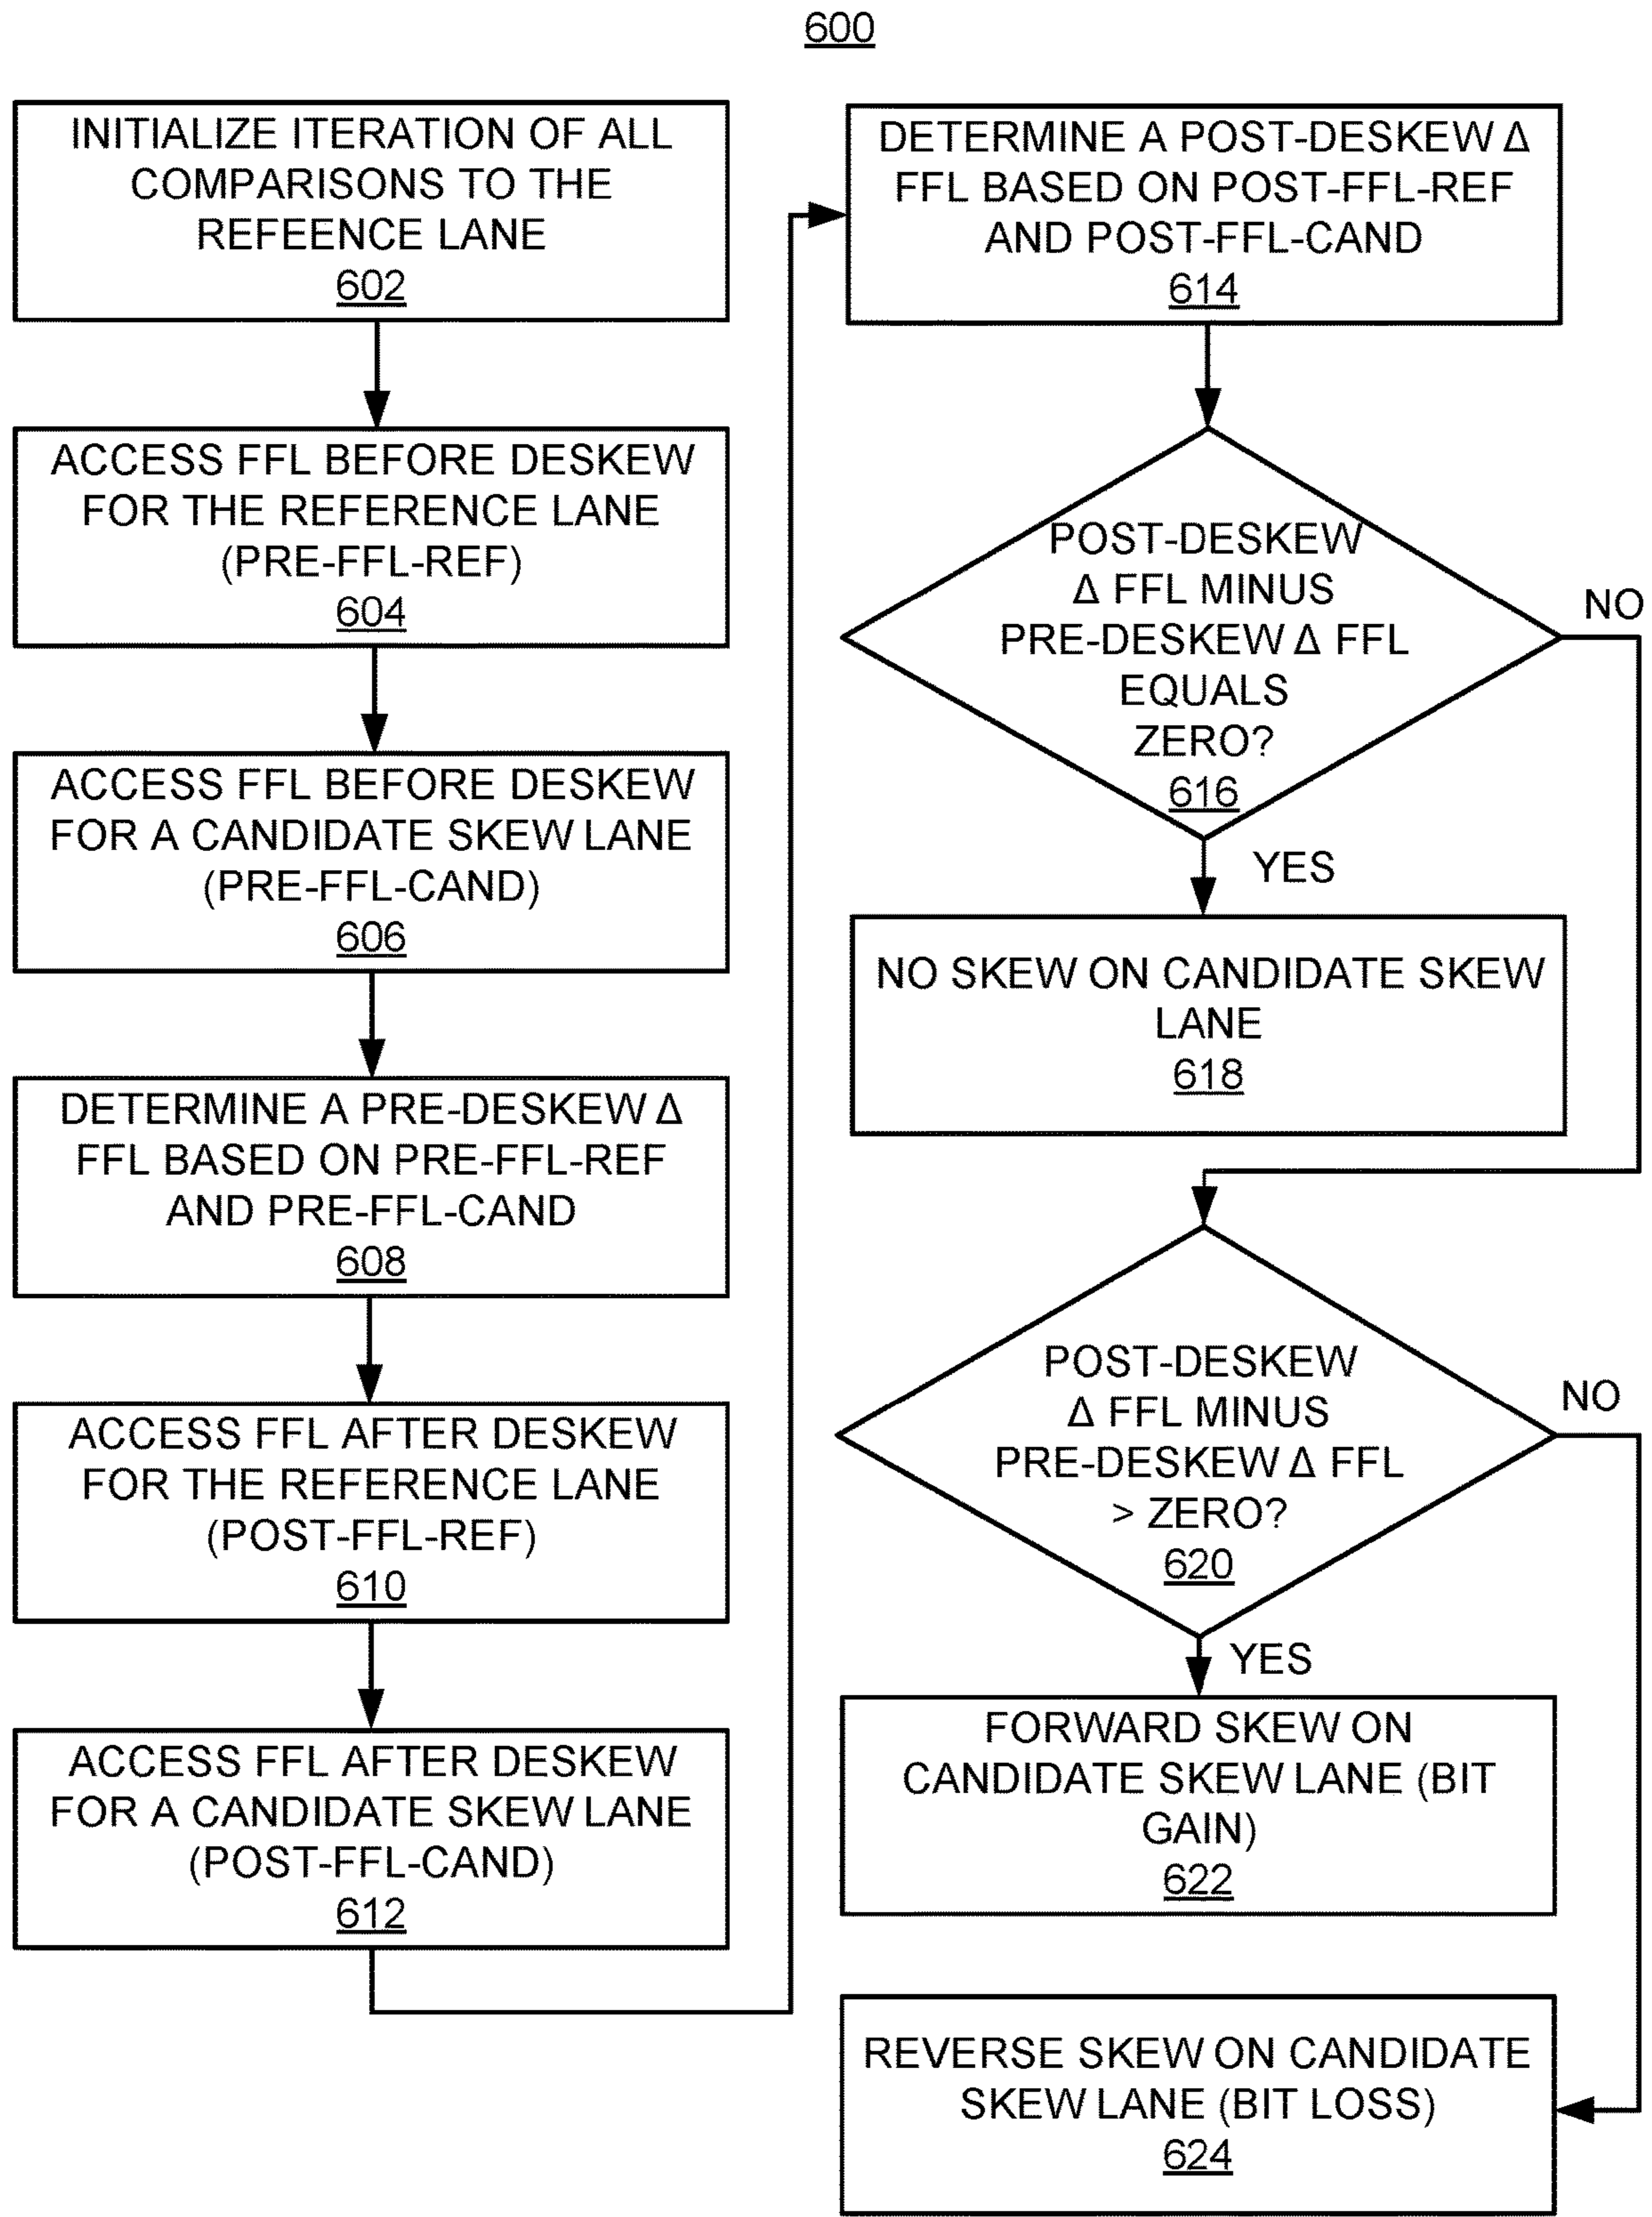 600
INITIALIZE ITERATION OF ALL
COMPARISONS TO THE
REFEENCE LANE
602
ACCESS FFL BEFORE DESKEW
FOR THE REFERENCE LANE
(PRE-FFL-REF)
604
ACCESS FFL BEFORE DESKEW
FOR A CANDIDATE SKEW LANE
(PRE-FFL-CAND)
606
DETERMINE A PRE-DESKEW Δ
FFL BASED ON PRE-FFL-REF
AND PRE-FFL-CAND
608
ACCESS FFL AFTER DESKEW
FOR THE REFERENCE LANE
(POST-FFL-REF)
610
ACCESS FFL AFTER DESKEW
FOR A CANDIDATE SKEW LANE
(POST-FFL-CAND)
612
DETERMINE A POST-DESKEW Δ
FFL BASED ON POST-FFL-REF
AND POST-FFL-CAND
614
POST-DESKEW
Δ FFL MINUS
PRE-DESKEW Δ FFL
EQUALS
ZERO?
616
NO
YES
NO SKEW ON CANDIDATE SKEW
LANE
618
POST-DESKEW
Δ FFL MINUS
PRE-DESKEW Δ FFL
> ZERO?
620
NO
YES
FORWARD SKEW ON
CANDIDATE SKEW LANE (BIT
GAIN)
622
REVERSE SKEW ON CANDIDATE
SKEW LANE (BIT LOSS)
624